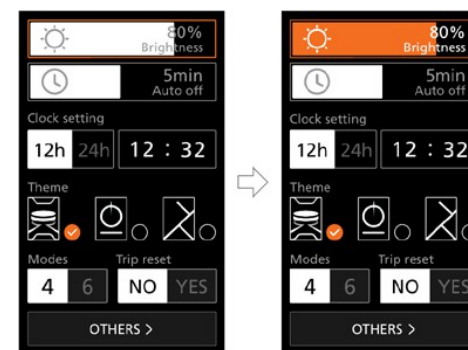 80%
Brightness
5min
Auto off
Clock setting
12h 24h 12 : 32
Theme
Modes Trip reset
4 6 NO YES
OTHERS >
80%
Brightness
5min
Auto off
Clock setting
12h 24h 12 : 32
Theme
Modes Trip reset
4 6 NO YES
OTHERS >